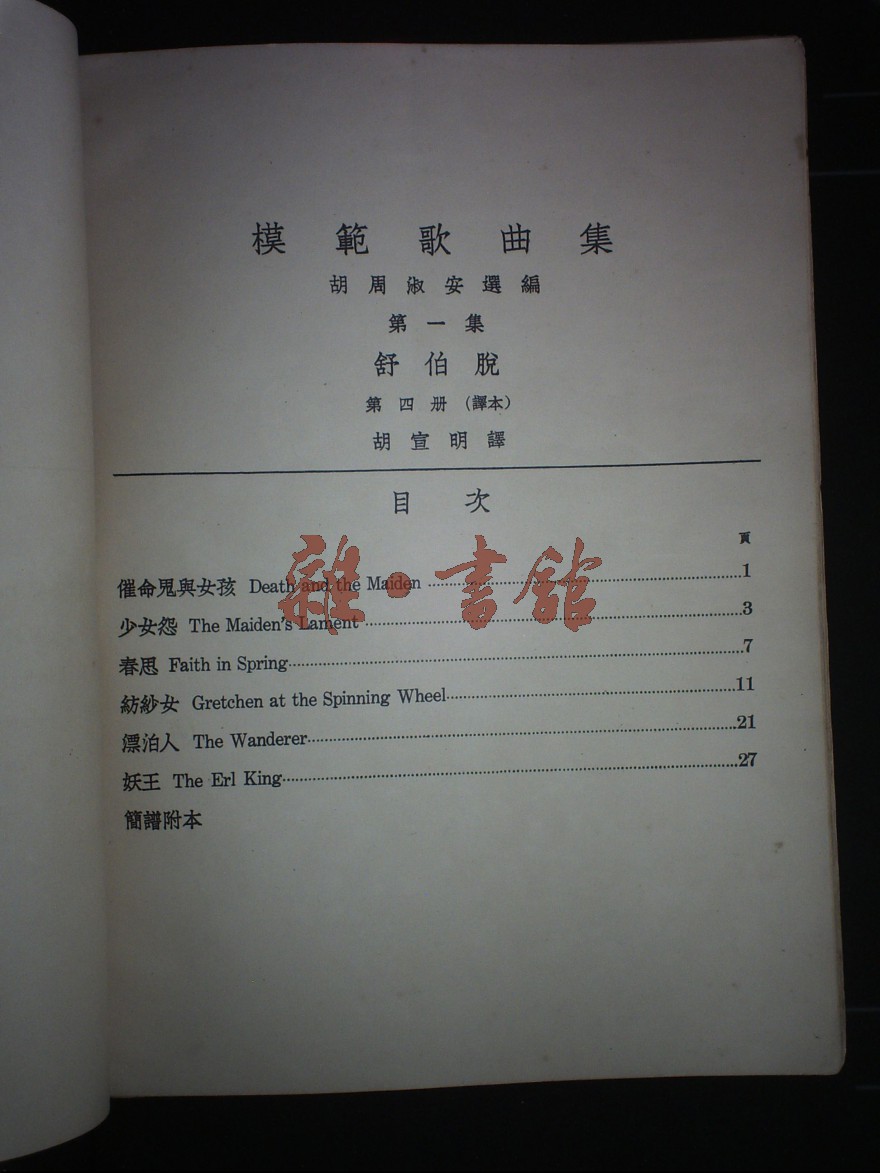 模範歌曲集
胡周淑安選編
第一集
舒伯脫
第四册(譯本)
胡宣明譯
目次
頁
催命鬼與女孩 Death and the Maiden 1
少女怨 The Maiden's Lament 3
春思 Faith in Spring 7
紡紗女 Gretchen at the Spinning Wheel 11
漂泊人 The Wanderer 21
妖王 The Erl King 27
簡譜附本
雜·書館